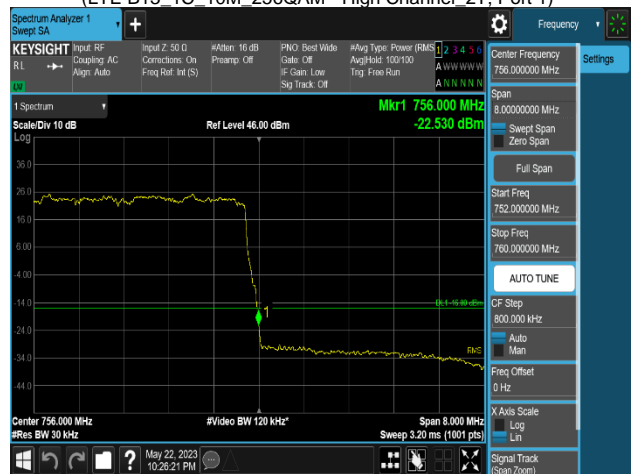 (LTE B13_1C_10M_256QAM - High Channel_2T, Port 1)
Spectrum Analyzer 1
Swept SA
+
Frequency
KEYSIGHT
RL
Input: RF
Coupling: AC
Align: Auto
Input Z: 50 Ω
Corrections: On
Freq Ref: Int (S)
#Atten: 16 dB
Preamp: Off
PNO: Best Wide
Gate: Off
IF Gain: Low
Sig Track: Off
#Avg Type: Power (RMS
Avg|Hold: 100/100
Trig: Free Run
1 2 3 4 5 6
A W W W W W
A N N N N N
LW
1 Spectrum
Scale/Div 10 dB
Log
Ref Level 46.00 dBm
Mkr1 756.000 MHz
-22.530 dBm
36.0
26.0
16.0
6.00
-4.00
-14.0
-24.0
-34.0
-44.0
DL1 -16.00 dBm
1
RMS
Center 756.000 MHz
#Res BW 30 kHz
#Video BW 120 kHz*
Span 8.000 MHz
Sweep 3.20 ms (1001 pts)
May 22, 2023
10:26:21 PM
?
Center Frequency
756.000000 MHz
Settings
Span
8.00000000 MHz
Swept Span
Zero Span
Full Span
Start Freq
752.000000 MHz
Stop Freq
760.000000 MHz
AUTO TUNE
CF Step
800.000 kHz
Auto
Man
Freq Offset
0 Hz
X Axis Scale
Log
Lin
Signal Track
(Span Zoom)